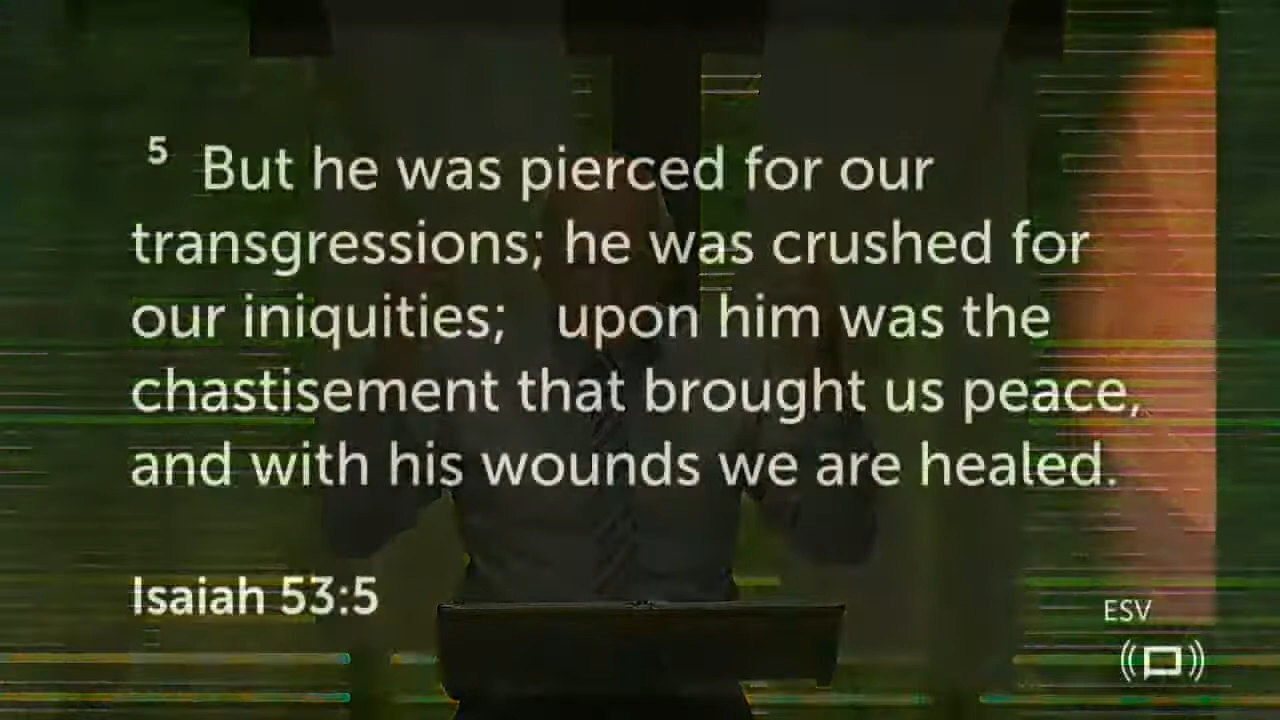 5 But he was pierced for our
transgressions; he was crushed for
our iniquities; upon him was the
chastisement that brought us peace,
and with his wounds we are healed.
Isaiah 53:5
ESV